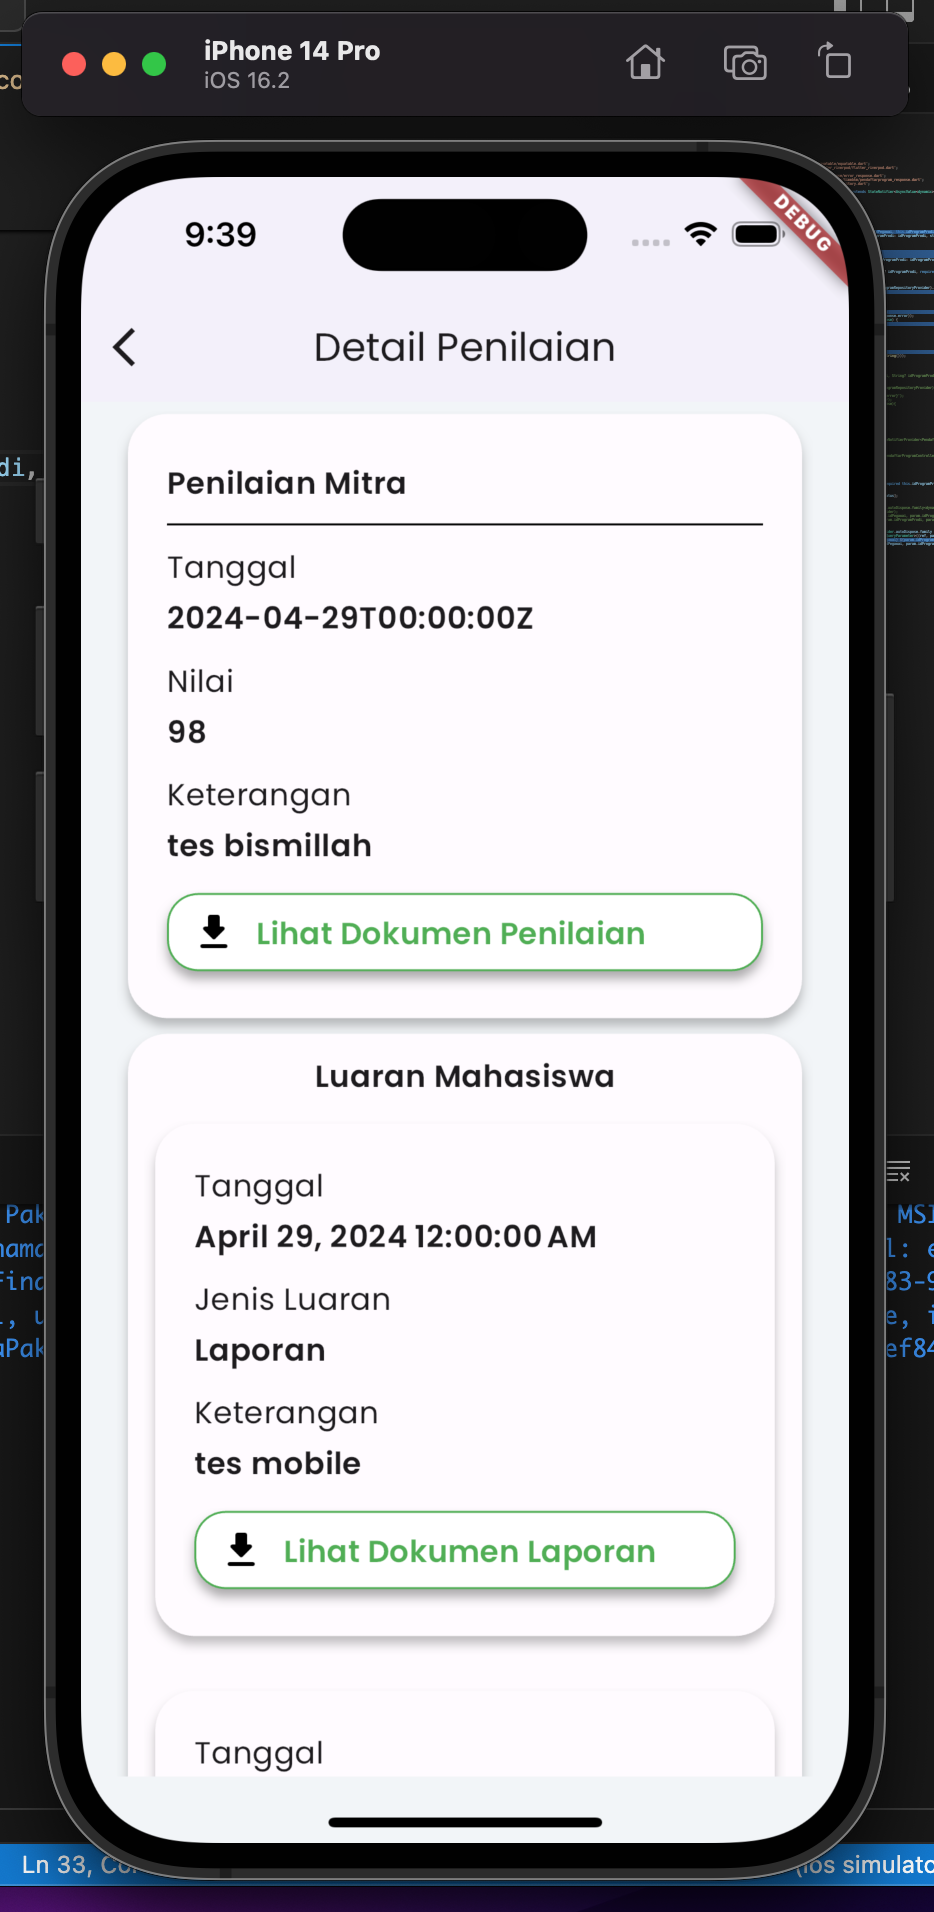 iPhone 14 Pro
iOS 16.2
9:39
DEBUG
Detail Penilaian
Penilaian Mitra
Tanggal
2024-04-29T00:00:00Z
Nilai
98
Keterangan
tes bismillah
Lihat Dokumen Penilaian
Luaran Mahasiswa
Tanggal
April 29, 2024 12:00:00 AM
Jenis Luaran
Laporan
Keterangan
tes mobile
Lihat Dokumen Laporan
Tanggal
di,
MSI
Ln 33,
(ios simulato